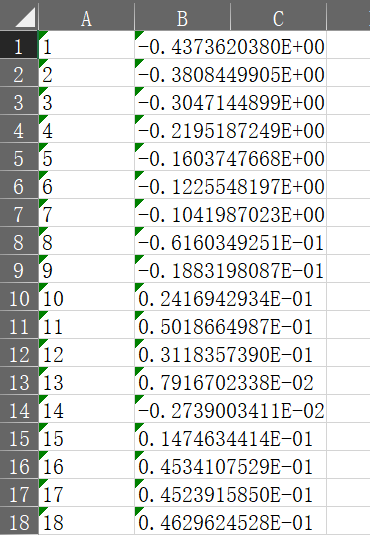 A B C
1 1 -0.4373620380E+00
2 2 -0.3808449905E+00
3 3 -0.3047144899E+00
4 4 -0.2195187249E+00
5 5 -0.1603747668E+00
6 6 -0.1225548197E+00
7 7 -0.1041987023E+00
8 8 -0.6160349251E-01
9 9 -0.1883198087E-01
10 10 0.2416942934E-01
11 11 0.5018664987E-01
12 12 0.3118357390E-01
13 13 0.7916702338E-02
14 14 -0.2739003411E-02
15 15 0.1474634414E-01
16 16 0.4534107529E-01
17 17 0.4523915850E-01
18 18 0.4629624528E-01